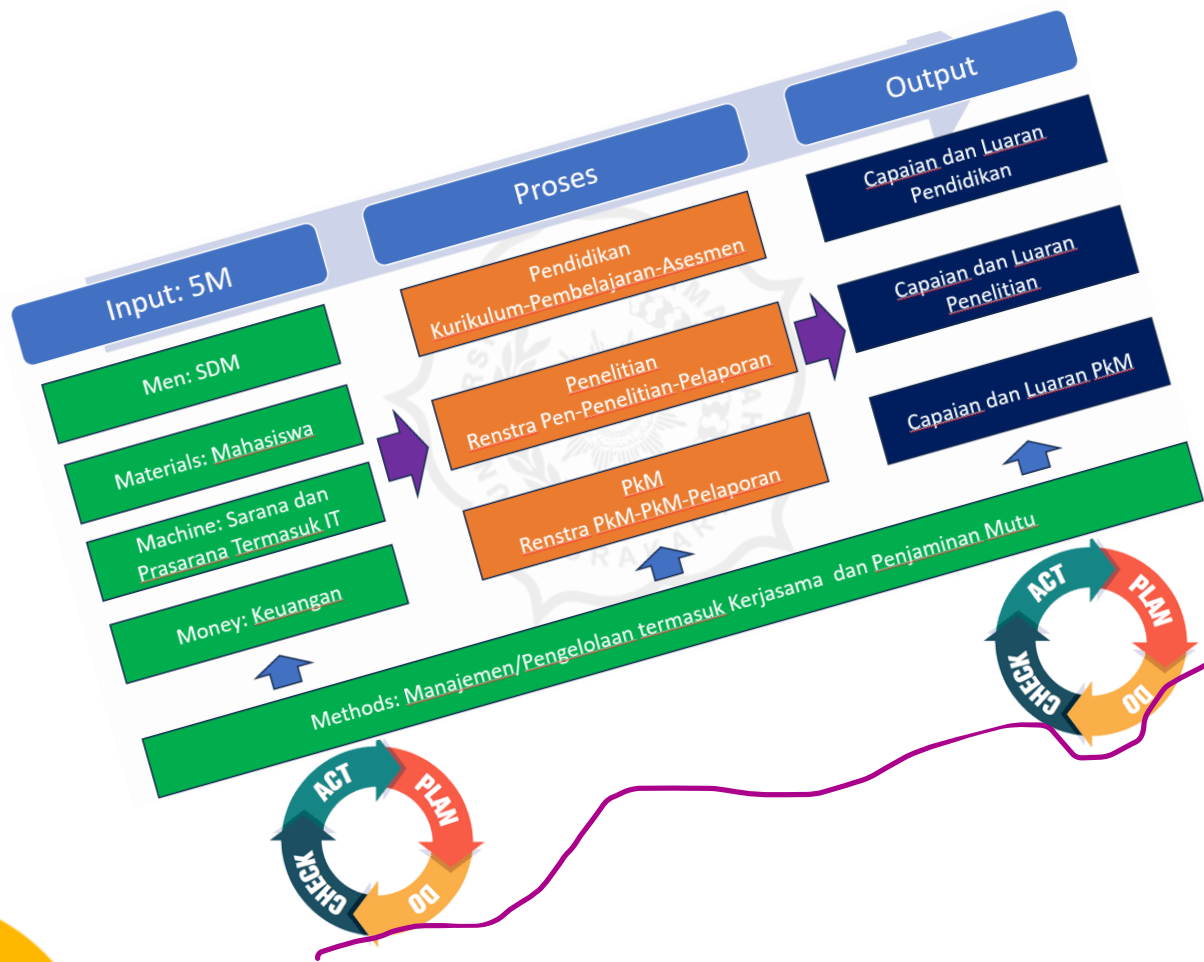 Input: 5M
Proses
Output
Men: SDM
Materials: Mahasiswa
Machine: Sarana dan
Prasarana Termasuk IT
Money: Keuangan
Pendidikan
Kurikulum-Pembelajaran-Asesmen
Penelitian
Renstra Pen-Penelitian-Pelaporan
PkM
Renstra PkM-PkM-Pelaporan
Capaian dan Luaran
Pendidikan
Capaian dan Luaran
Penelitian
Capaian dan Luaran PkM
Methods: Manajemen/Pengelolaan termasuk Kerjasama  dan Penjaminan Mutu
ACT
PLAN
DO
CHECK
ACT
PLAN
DO
CHECK